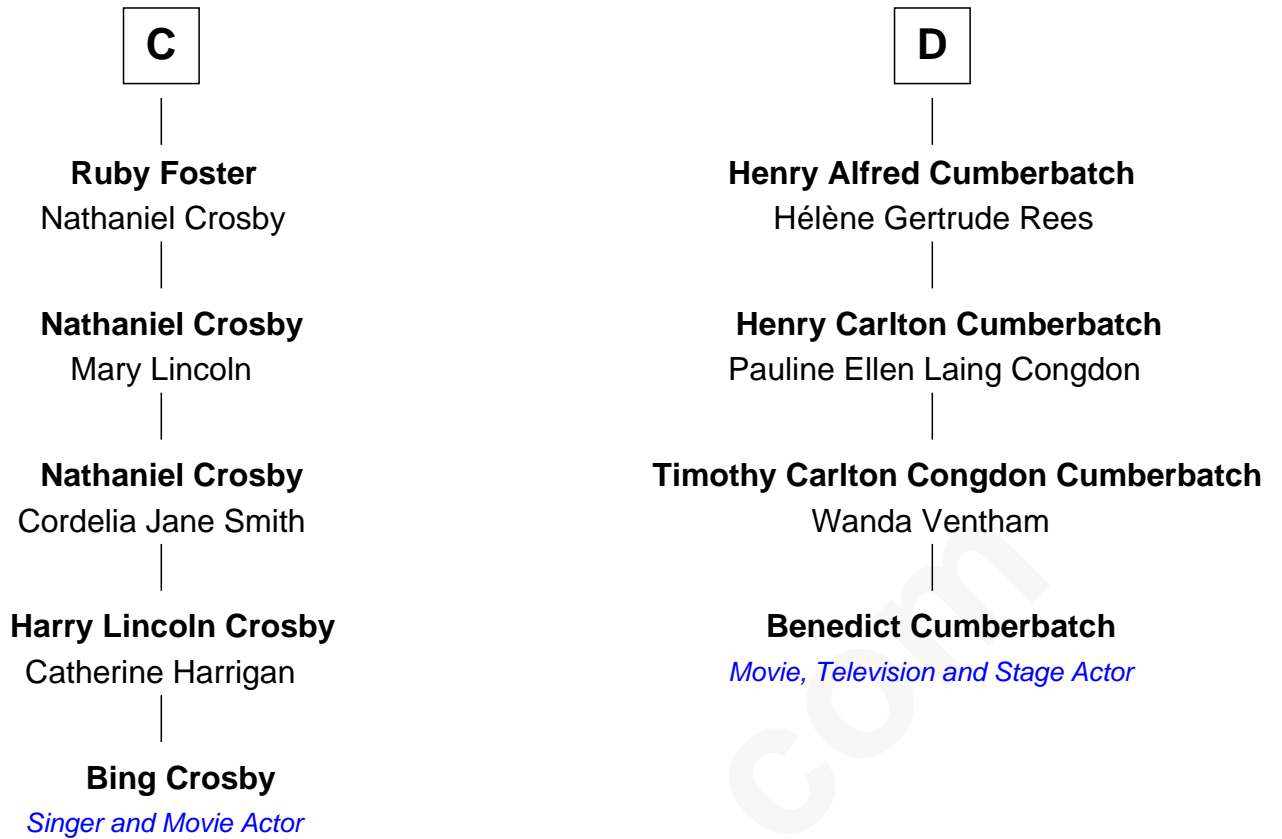 C
Ruby Foster
Nathaniel Crosby
Nathaniel Crosby
Mary Lincoln
Nathaniel Crosby
Cordelia Jane Smith
Harry Lincoln Crosby
Catherine Harrigan
Bing Crosby
Singer and Movie Actor
D
Henry Alfred Cumberbatch
Hélène Gertrude Rees
Henry Carlton Cumberbatch
Pauline Ellen Laing Congdon
Timothy Carlton Congdon Cumberbatch
Wanda Ventham
Benedict Cumberbatch
Movie, Television and Stage Actor
com